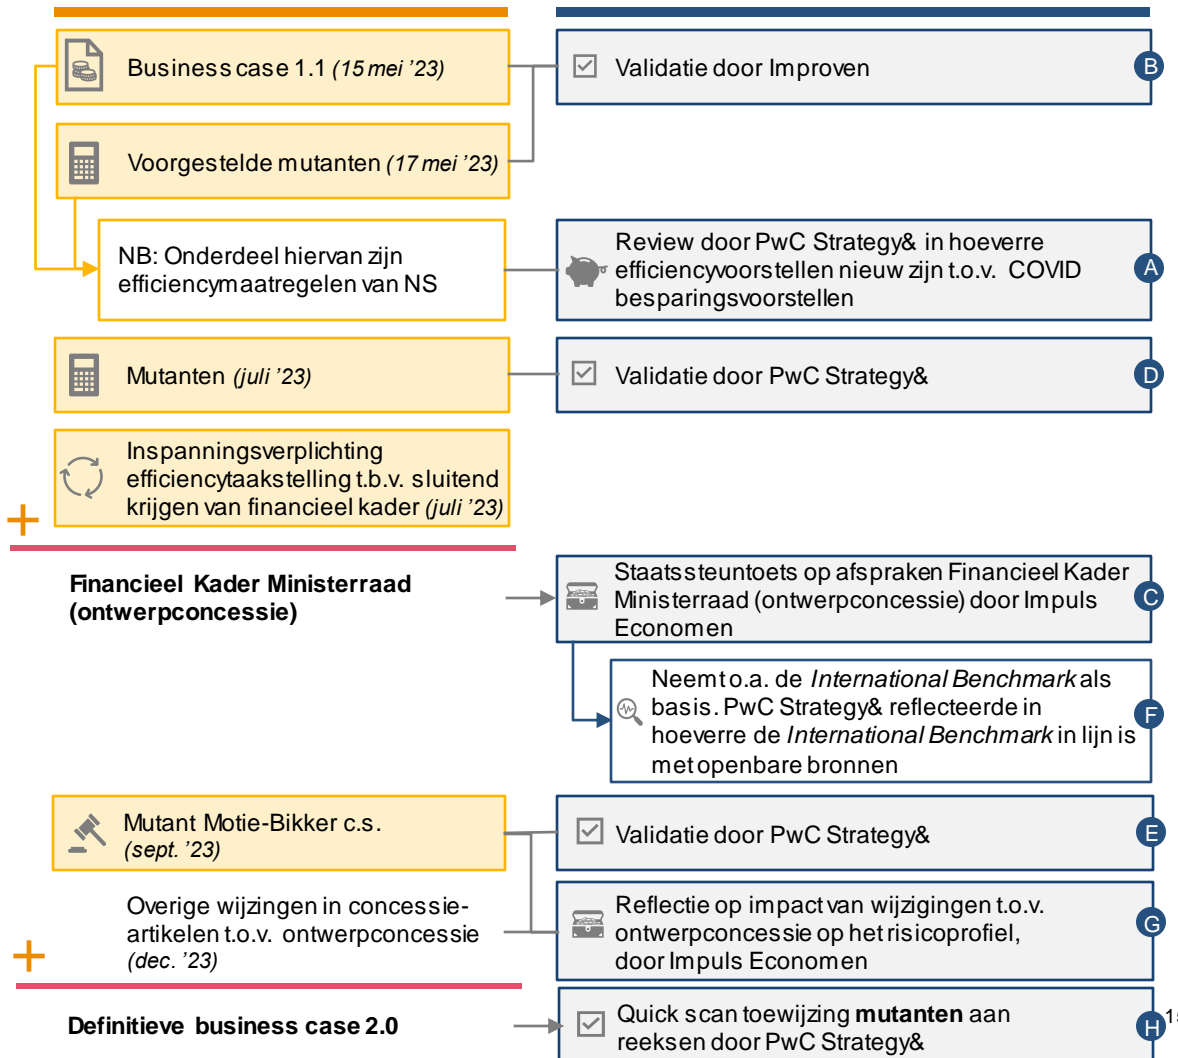 Business case 1.1 (15 mei ’23)
Validatie door Improven
B
Voorgestelde mutanten (17 mei ’23)
NB: Onderdeel hiervan zijn
efficiencymaatregelen van NS
Review door PwC Strategy& in hoeverre
efficiencyvoorstellen nieuw zijn t.o.v. COVID
besparingsvoorstellen
A
Mutanten (juli ’23)
Validatie door PwC Strategy&
D
Inspanningsverplichting
efficiencytaakstelling t.b.v. sluitend
krijgen van financieel kader (juli ’23)
+
Financieel Kader Ministerraad
(ontwerpconcessie)
Staatssteuntoets op afspraken Financieel Kader
Ministerraad (ontwerpconcessie) door Impuls
Economen
C
Neemt o.a. de International Benchmark als
basis. PwC Strategy& reflecteerde in
hoeverre de International Benchmark in lijn is
met openbare bronnen
F
Mutant Motie-Bikker c.s.
(sept. ’23)
Validatie door PwC Strategy&
E
Overige wijzingen in concessie-
artikelen t.o.v. ontwerpconcessie
(dec. ’23)
+
Reflectie op impact van wijzigingen t.o.v.
ontwerpconcessie op het risicoprofiel,
door Impuls Economen
G
Definitieve business case 2.0
Quick scan toewijzing mutanten aan
reeksen door PwC Strategy&
H